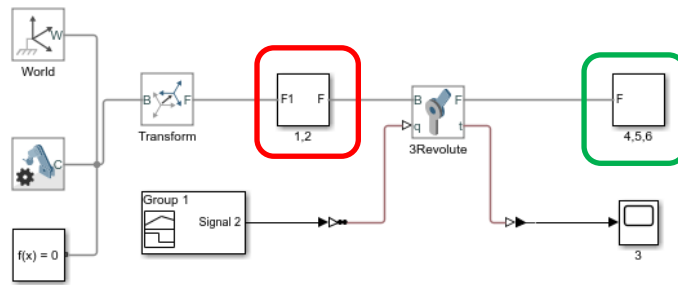 W
World
C
f(x) = 0
B F
Transform
F1 F
1,2
Group 1
Signal 2
B F
q t
3Revolute
F
4,5,6
3